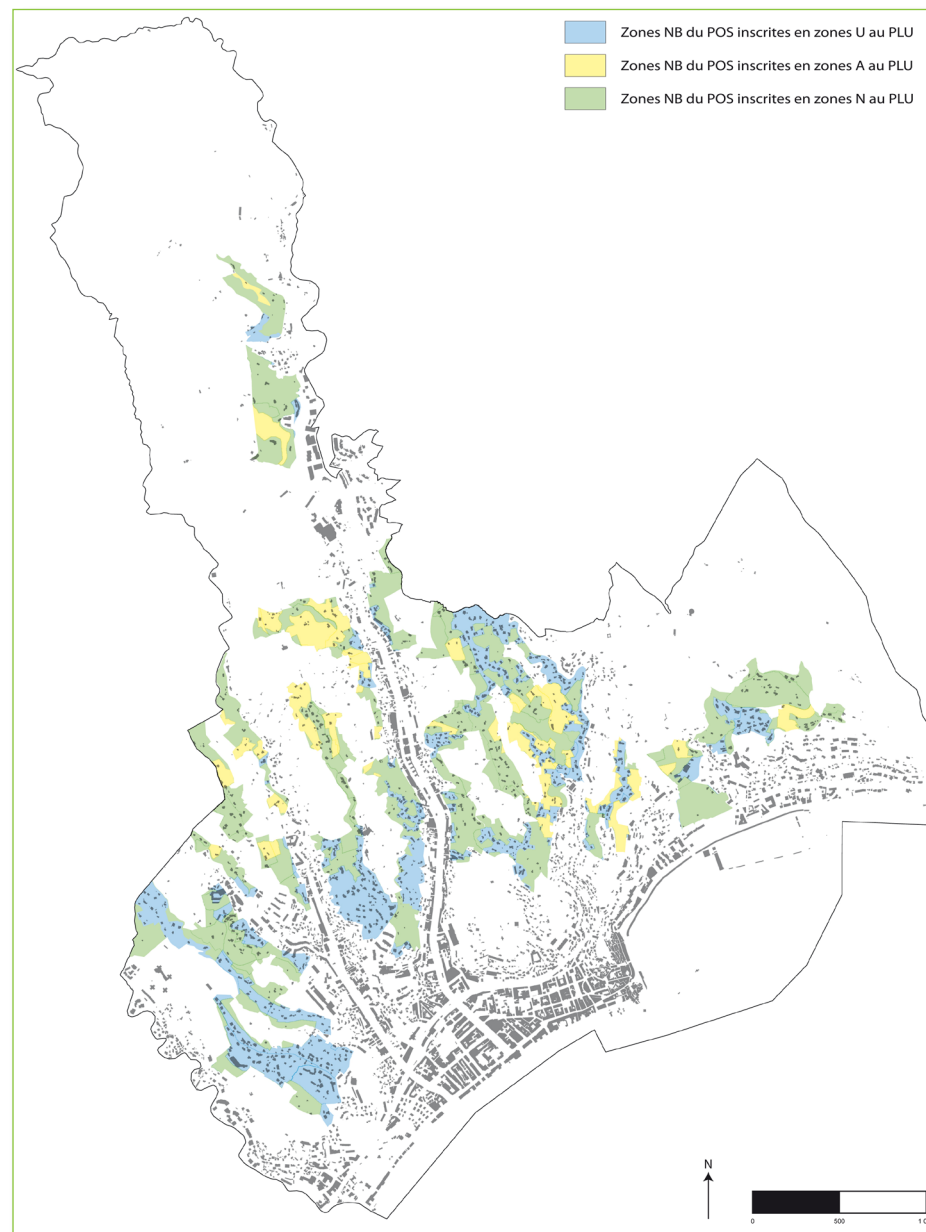 Zones NB du POS inscrites en zones U au PLU
Zones NB du POS inscrites en zones A au PLU
Zones NB du POS inscrites en zones N au PLU
N
0 500